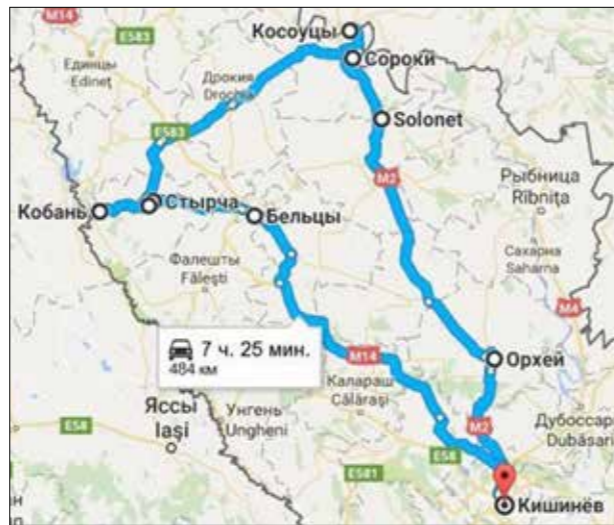 M14
E583
Косоуцы
Единцы
Edineț
Сороки
Дрокия
Drochia
Solonet
E583
M2
Рыбница
Rîbnița
Кобань
Стырча
Бельцы
Сахарна
Saharna
Фалешты
Fălești
M4
7 ч. 25 мин.
484 км
M14
Орхей
Яссы
Iași
Калараш
Călărași
Унгень
Ungheni
Дубоссар
Dubăsari
M2
E58
E58
E581
Кишинёв